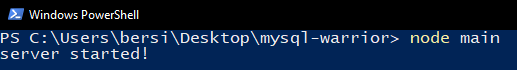 Windows PowerShell
PS C:\Users\bersi\Desktop\mysql-warrior> node main
server started!